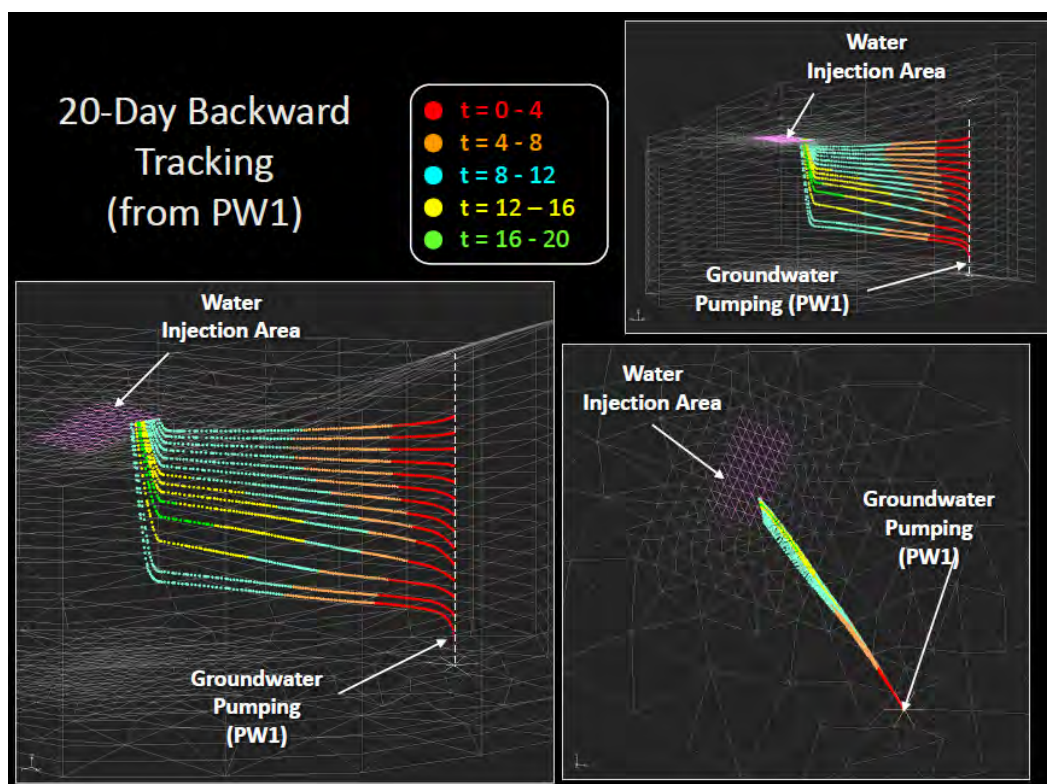 20-Day Backward
Tracking
(from PW1)
t = 0 - 4
t = 4 - 8
t = 8 - 12
t = 12 – 16
t = 16 - 20
Water
Injection Area
Groundwater
Pumping (PW1)
Water
Injection Area
Groundwater
Pumping
(PW1)
Water
Injection Area
Groundwater
Pumping
(PW1)